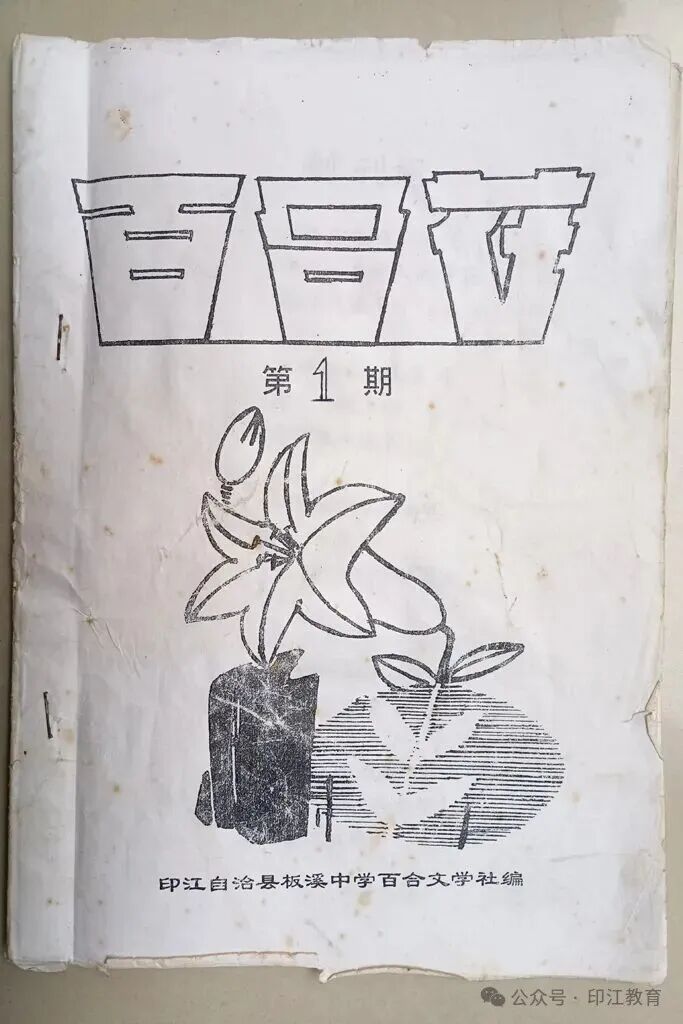 百合花
第1期
印江自治县板溪中学百合文学社编
公众号·印江教育